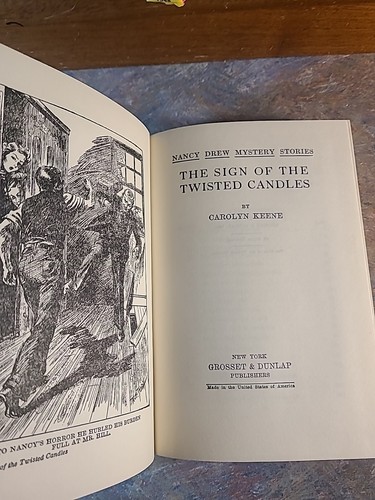 TO NANCY'S HORROR HE HURLED HIS BURDEN
FULL AT MR. HILL
of the Twisted Candles
NANCY DREW MYSTERY STORIES
THE SIGN OF THE
TWISTED CANDLES
BY
CAROLYN KEENE
NEW YORK
GROSSET & DUNLAP
PUBLISHERS
Made in the United States of America